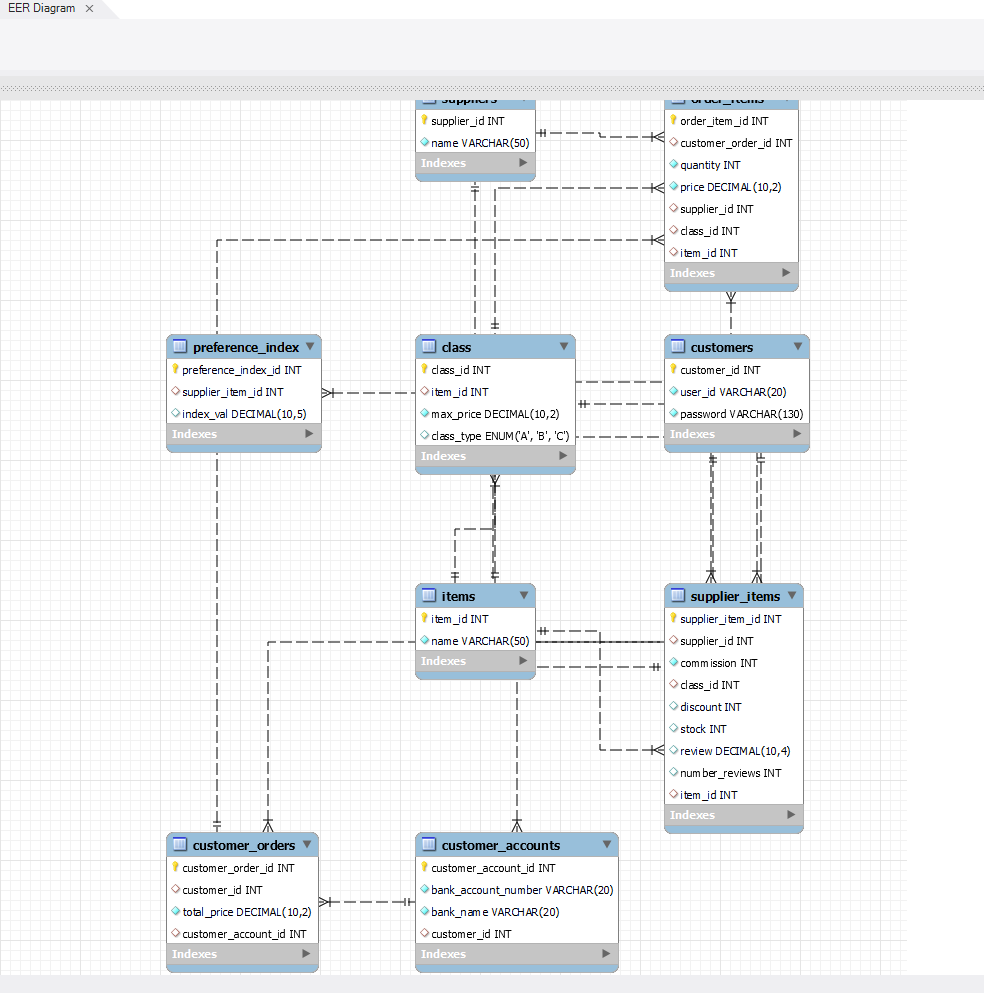 EER Diagram
suppliers
supplier_id INT
name VARCHAR(50)
Indexes
order_items
order_item_id INT
customer_order_id INT
quantity INT
price DECIMAL(10,2)
supplier_id INT
class_id INT
item_id INT
Indexes
preference_index
preference_index_id INT
supplier_item_id INT
index_val DECIMAL(10,5)
Indexes
class
class_id INT
item_id INT
max_price DECIMAL(10,2)
class_type ENUM('A', 'B', 'C')
Indexes
customers
customer_id INT
user_id VARCHAR(20)
password VARCHAR(130)
Indexes
items
item_id INT
name VARCHAR(50)
Indexes
supplier_items
supplier_item_id INT
supplier_id INT
commission INT
class_id INT
discount INT
stock INT
review DECIMAL(10,4)
number_reviews INT
item_id INT
Indexes
customer_orders
customer_order_id INT
customer_id INT
total_price DECIMAL(10,2)
customer_account_id INT
Indexes
customer_accounts
customer_account_id INT
bank_account_number VARCHAR(20)
bank_name VARCHAR(20)
customer_id INT
Indexes